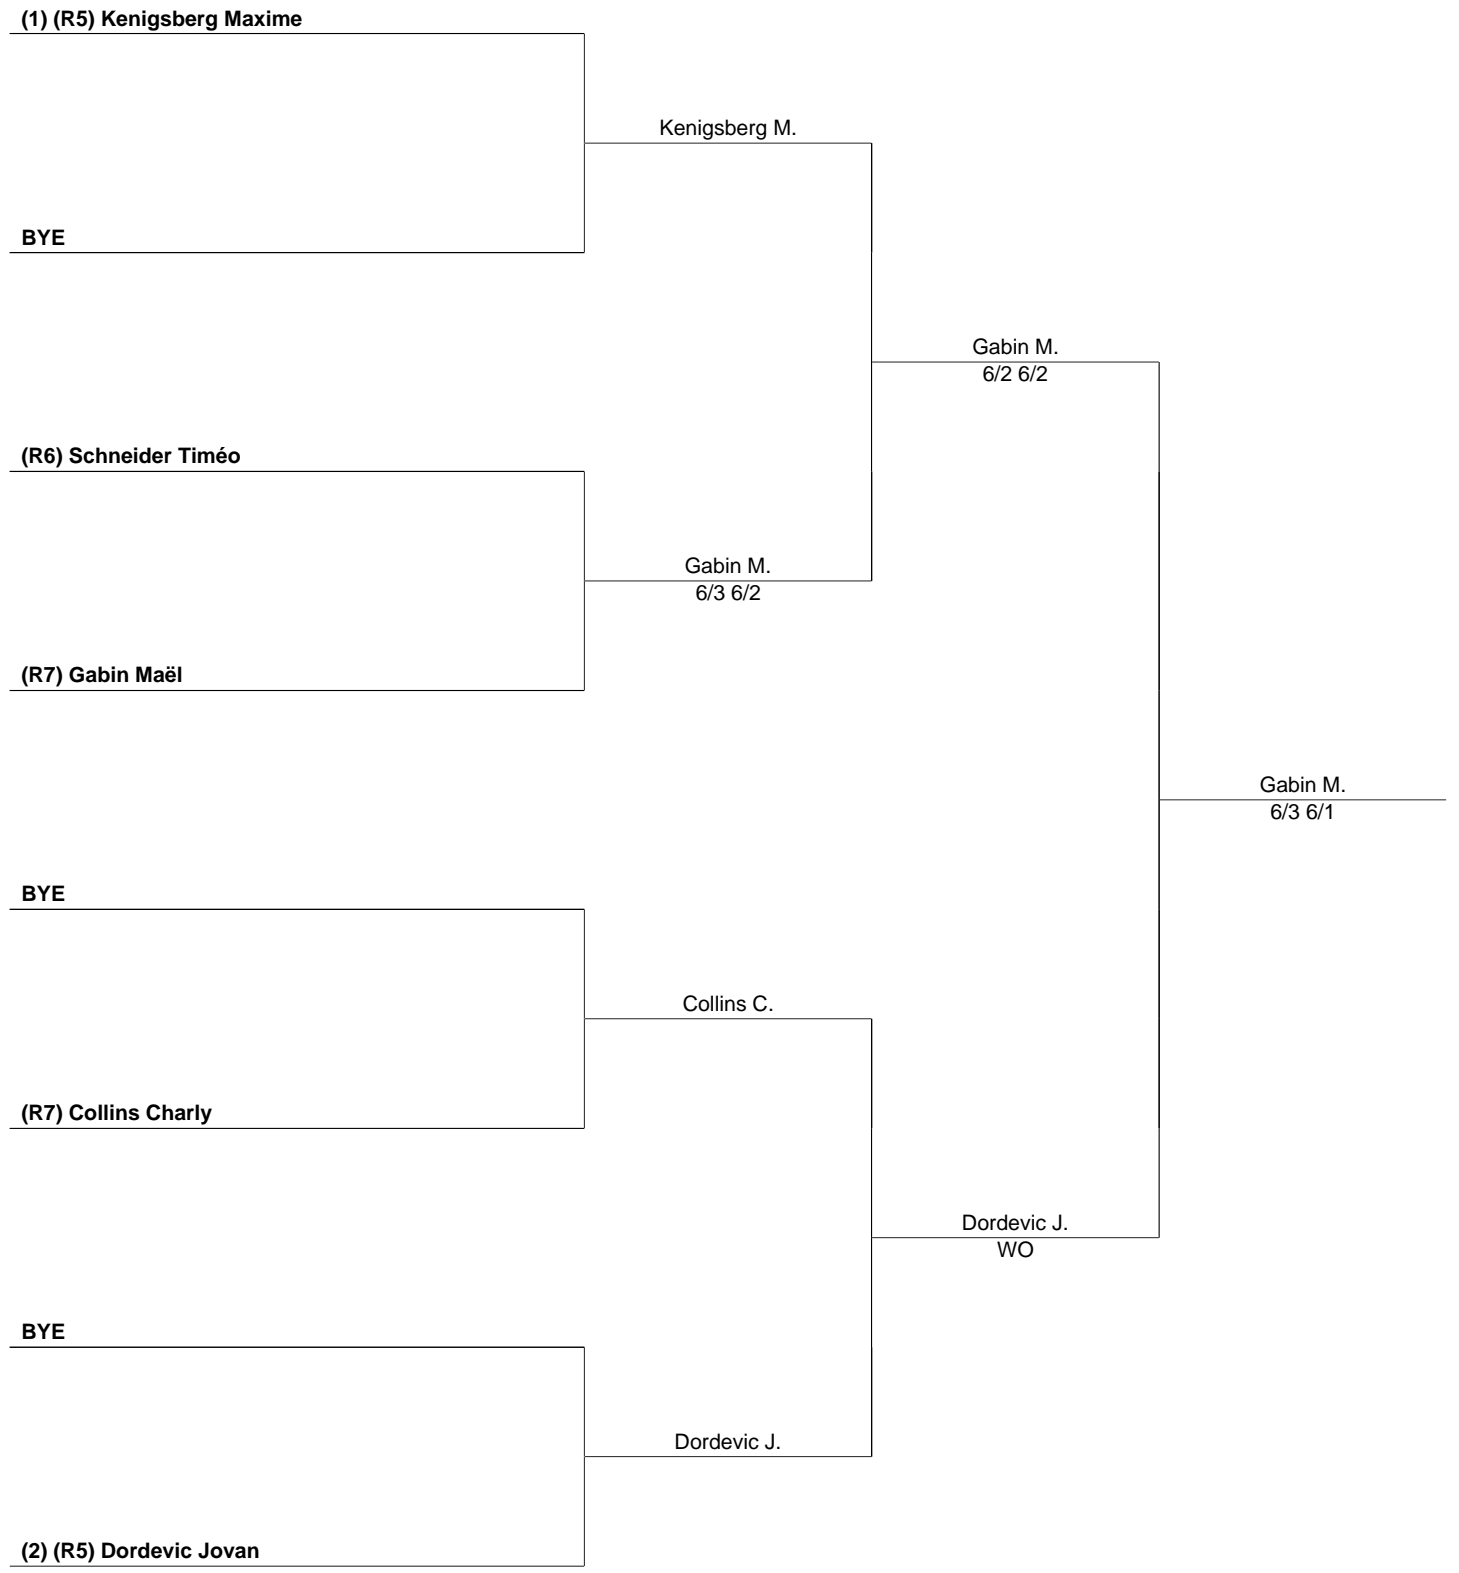 (1) (R5) Kenigsberg Maxime
Kenigsberg M.
BYE
Gabin M.
6/2 6/2
(R6) Schneider Timéo
Gabin M.
6/3 6/2
(R7) Gabin Maël
Gabin M.
6/3 6/1
BYE
Collins C.
(R7) Collins Charly
Dordevic J.
WO
BYE
Dordevic J.
(2) (R5) Dordevic Jovan